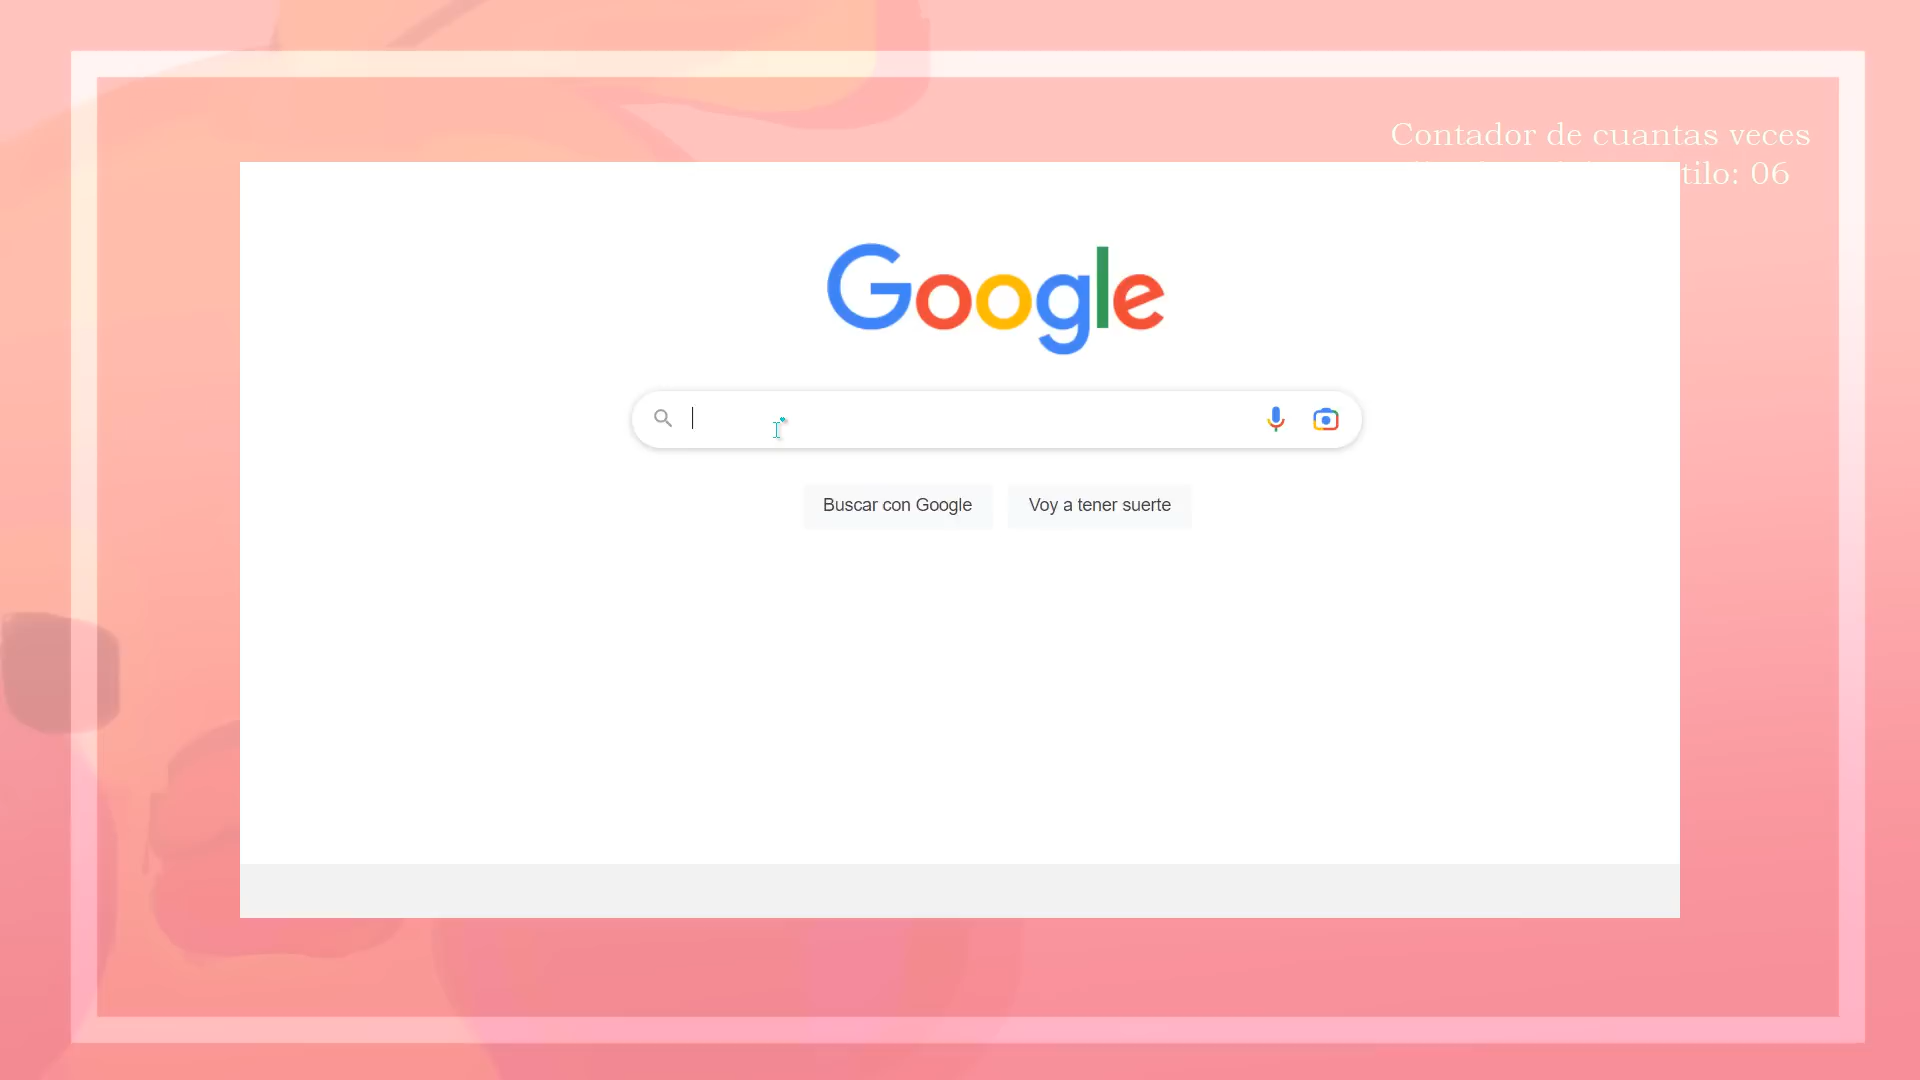 Contador de cuantas veces
tilo: 06
Google
Buscar con Google
Voy a tener suerte